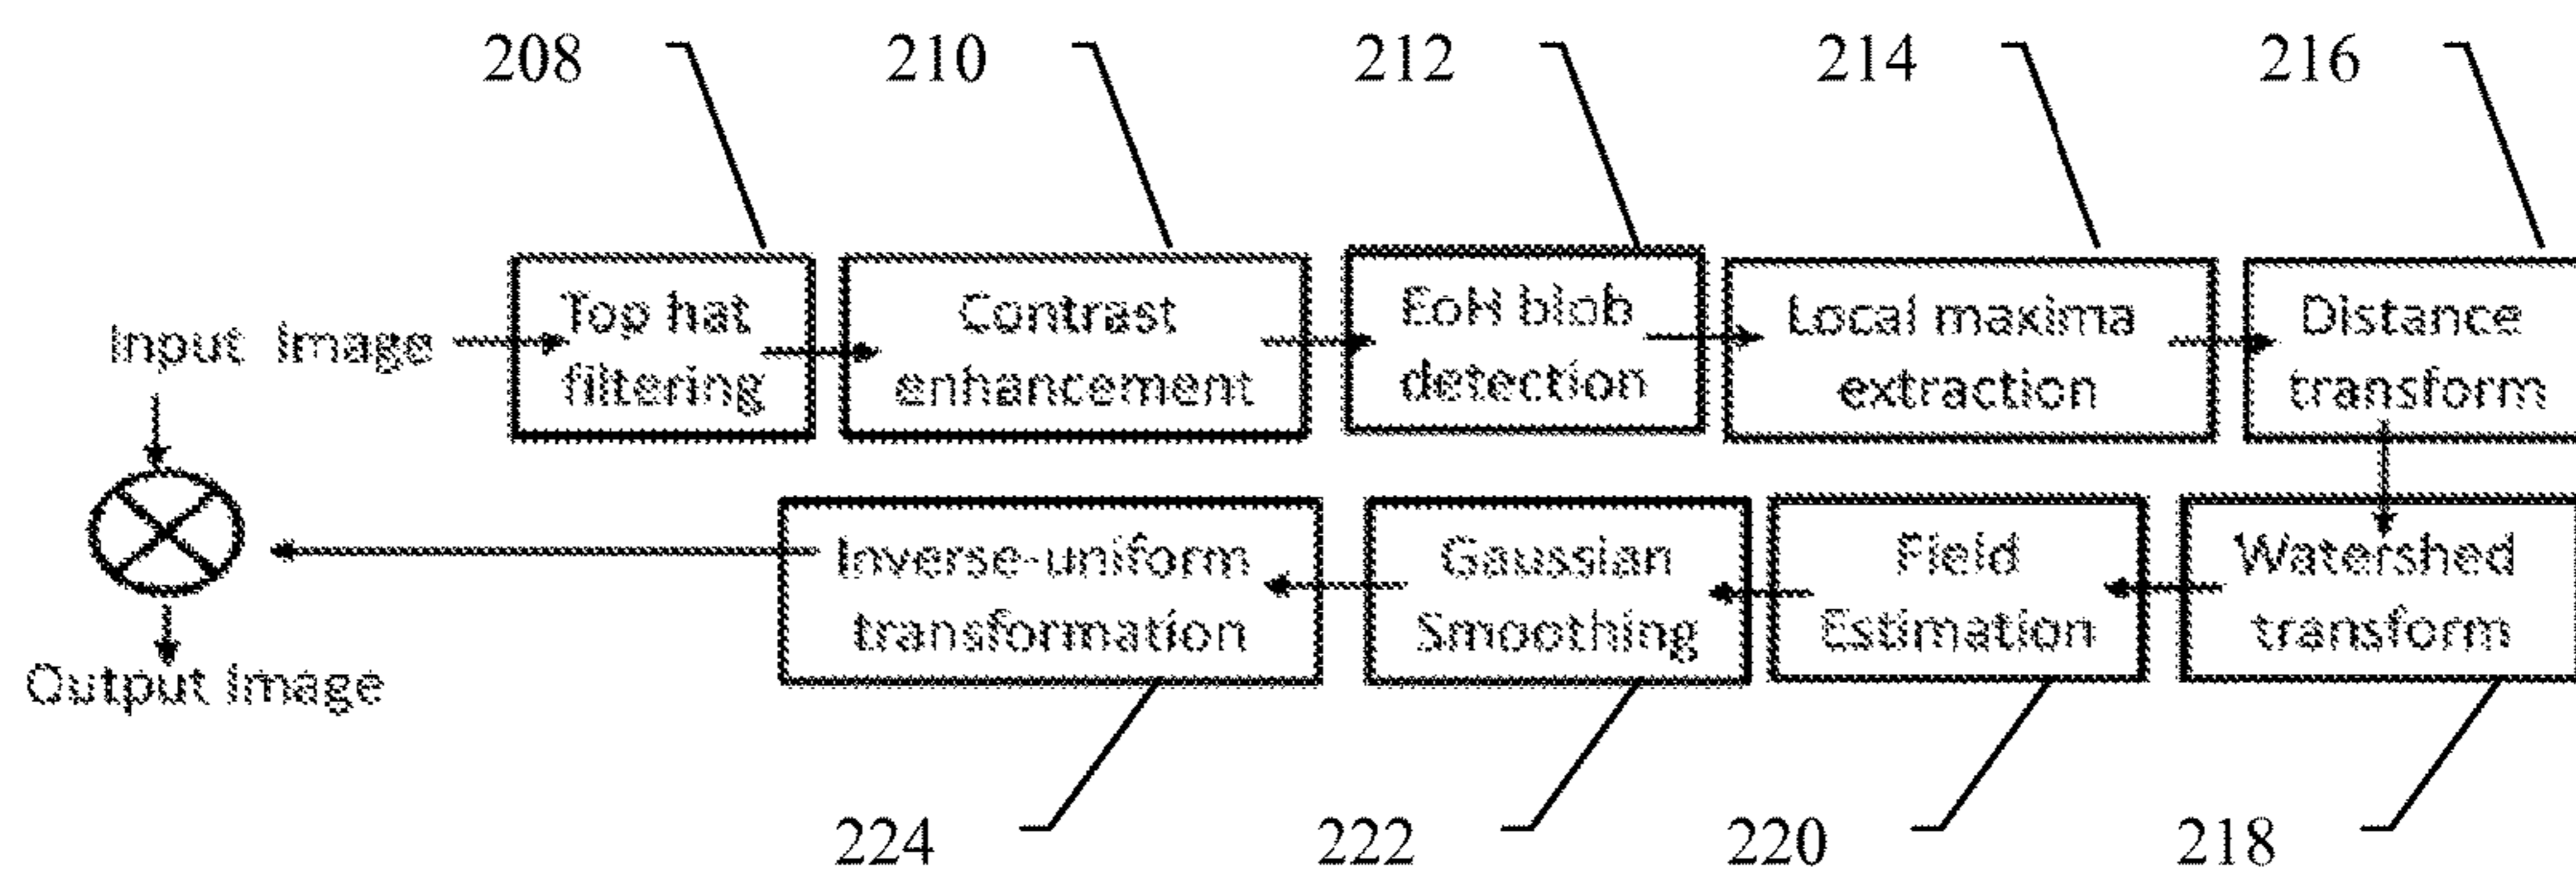 208
210
212
214
216
Input Image
Top hat
filtering
Contrast
enhancement
EoH blob
detection
Local maxima
extraction
Distance
transform
Inverse-uniform
transformation
Gaussian
Smoothing
Field
Estimation
Watershed
transform
Output Image
224
222
220
218